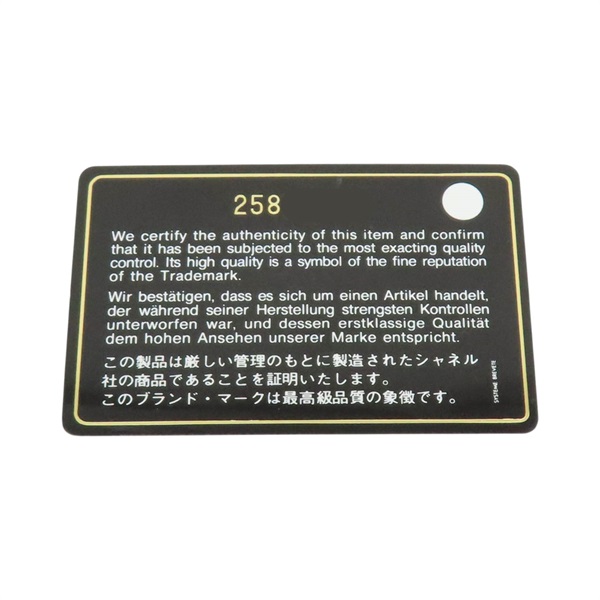 258
We certify the authenticity of this item and confirm
that it has been subjected to the most exacting quality
control. Its high quality is a symbol of the fine reputation
of the Trademark.
Wir bestätigen, dass es sich um einen Artikel handelt,
der während seiner Herstellung strengsten Kontrollen
unterworfen war, und dessen erstklassige Qualität
dem hohen Ansehen unserer Marke entspricht.
この製品は厳しい管理のもとに製造されたシャネル
社の商品であることを証明いたします。
このブランド・マークは最高級品質の象徴です。
SYSTEME BREVETE